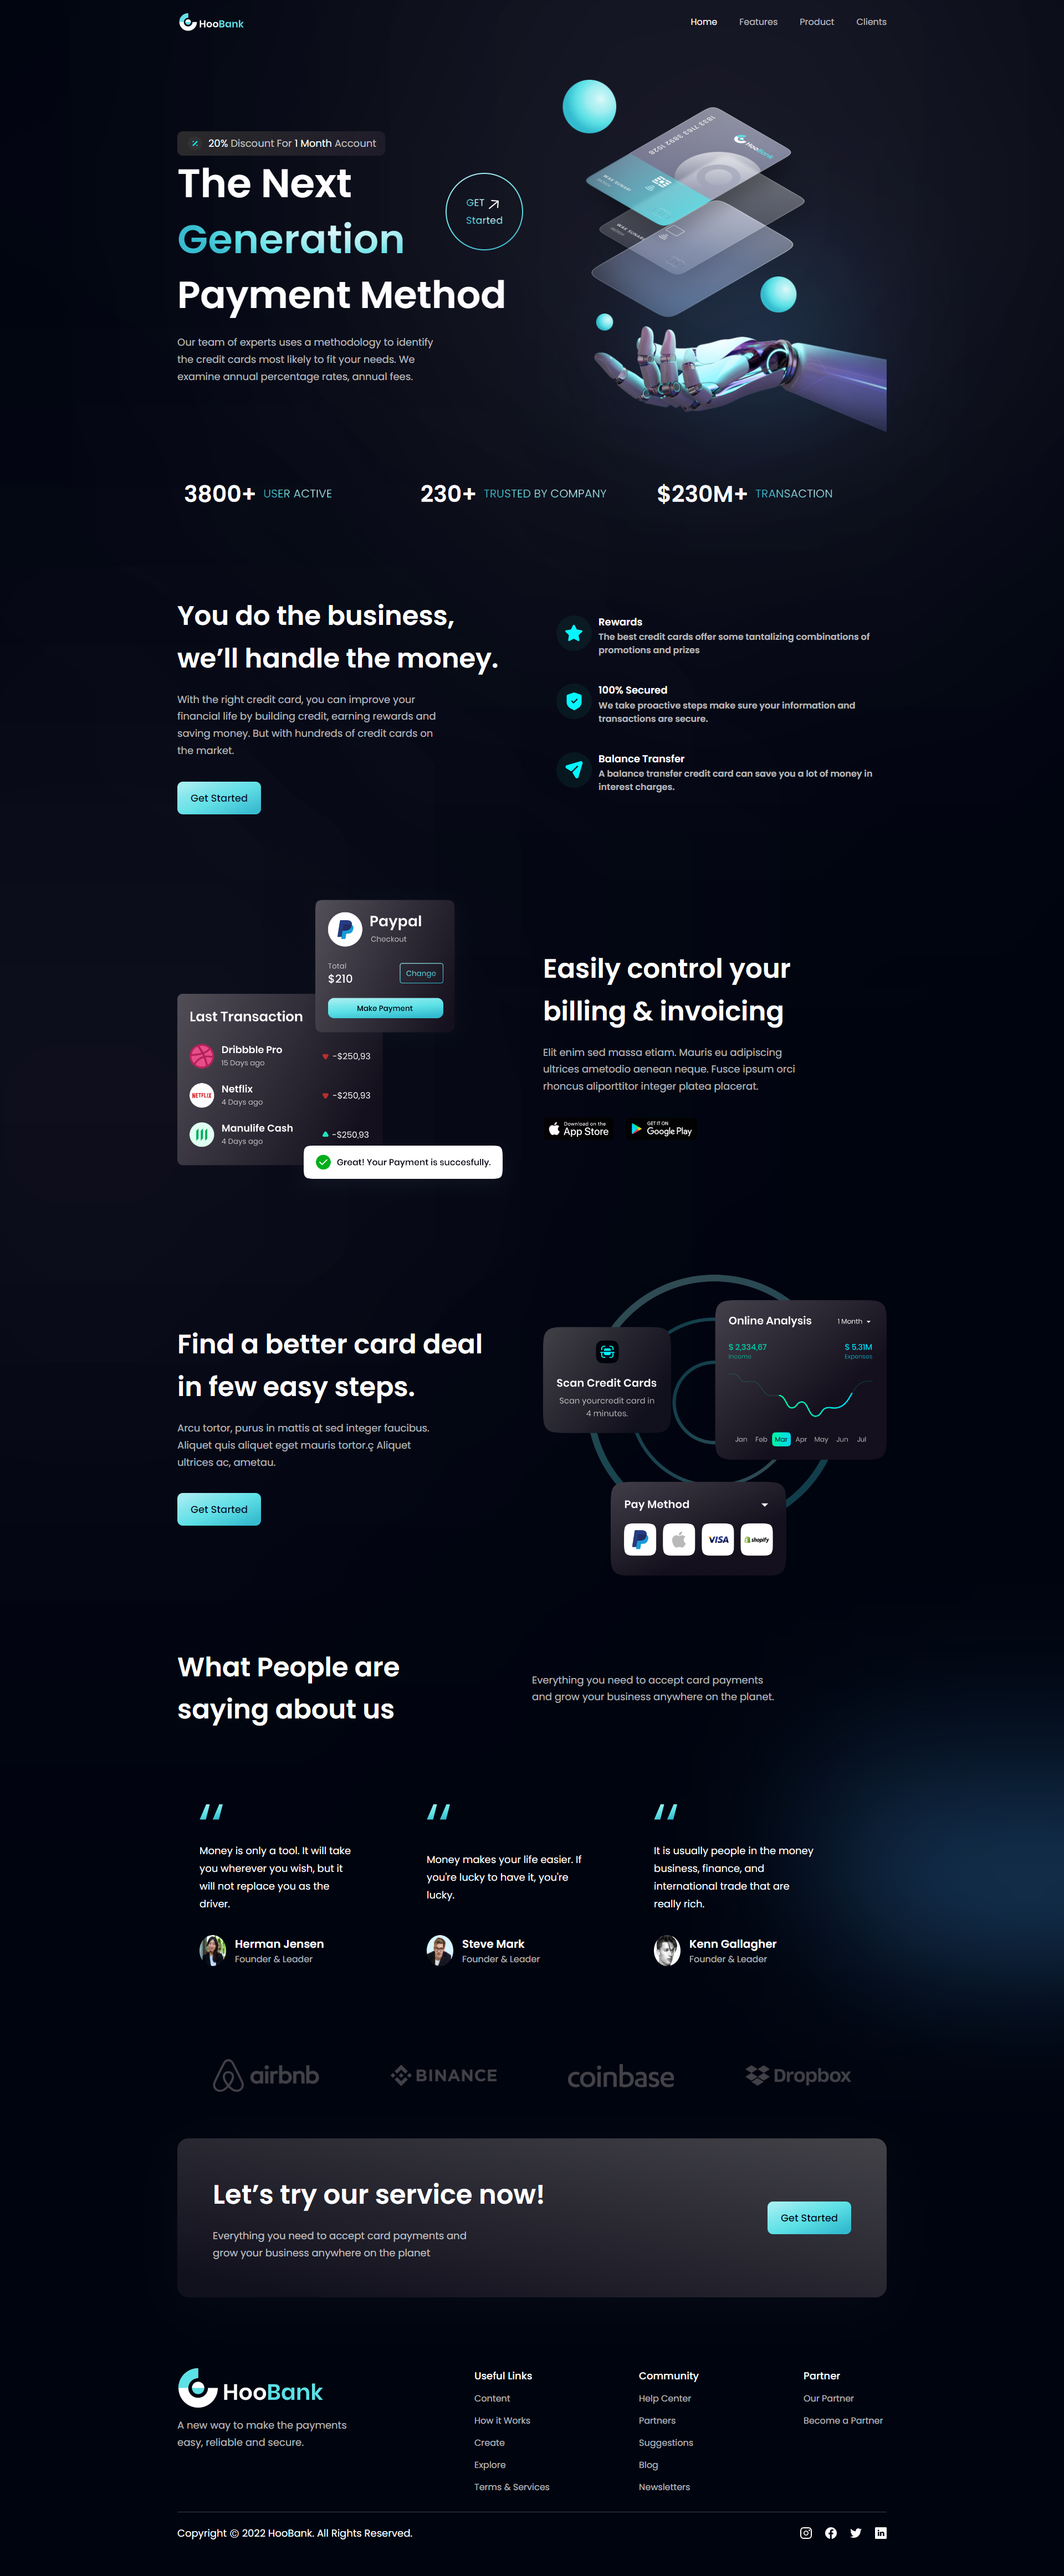 HooBank
Home
Features
Product
Clients
20% Discount For 1 Month Account
The Next
Generation
Payment Method
GET
Started
Our team of experts uses a methodology to identify
the credit cards most likely to fit your needs. We
examine annual percentage rates, annual fees.
HooBank
3800+ USER ACTIVE
230+ TRUSTED BY COMPANY
$230M+ TRANSACTION
You do the business,
we’ll handle the money.
With the right credit card, you can improve your
financial life by building credit, earning rewards and
saving money. But with hundreds of credit cards on
the market.
Get Started
Rewards
The best credit cards offer some tantalizing combinations of
promotions and prizes
100% Secured
We take proactive steps make sure your information and
transactions are secure.
Balance Transfer
A balance transfer credit card can save you a lot of money in
interest charges.
Paypal
Checkout
Total
$210
Change
Make Payment
Last Transaction
Dribbble Pro
15 Days ago
-$250,93
NETFLIX
Netflix
4 Days ago
-$250,93
Manulife Cash
4 Days ago
-$250,93
Great! Your Payment is succesfully.
Easily control your
billing & invoicing
Elit enim sed massa etiam. Mauris eu adipiscing
ultrices ametodio aenean neque. Fusce ipsum orci
rhoncus aliporttitor integer platea placerat.
Download on the
App Store
GET IT ON
Google Play
Find a better card deal
in few easy steps.
Arcu tortor, purus in mattis at sed integer faucibus.
Aliquet quis aliquet eget mauris tortor.ç Aliquet
ultrices ac, ametau.
Get Started
Scan Credit Cards
Scan yourcredit card in
4 minutes.
Online Analysis
1 Month
$ 2,334,67
Income
$ 5.31M
Expenses
Jan Feb Mar Apr May Jun Jul
Pay Method
VISA
shopify
What People are
saying about us
Everything you need to accept card payments
and grow your business anywhere on the planet.
Money is only a tool. It will take
you wherever you wish, but it
will not replace you as the
driver.
Herman Jensen
Founder & Leader
Money makes your life easier. If
you're lucky to have it, you're
lucky.
Steve Mark
Founder & Leader
It is usually people in the money
business, finance, and
international trade that are
really rich.
Kenn Gallagher
Founder & Leader
airbnb
BINANCE
coinbase
Dropbox
Let’s try our service now!
Everything you need to accept card payments and
grow your business anywhere on the planet
Get Started
HooBank
A new way to make the payments
easy, reliable and secure.
Useful Links
Content
How it Works
Create
Explore
Terms & Services
Community
Help Center
Partners
Suggestions
Blog
Newsletters
Partner
Our Partner
Become a Partner
Copyright © 2022 HooBank. All Rights Reserved.